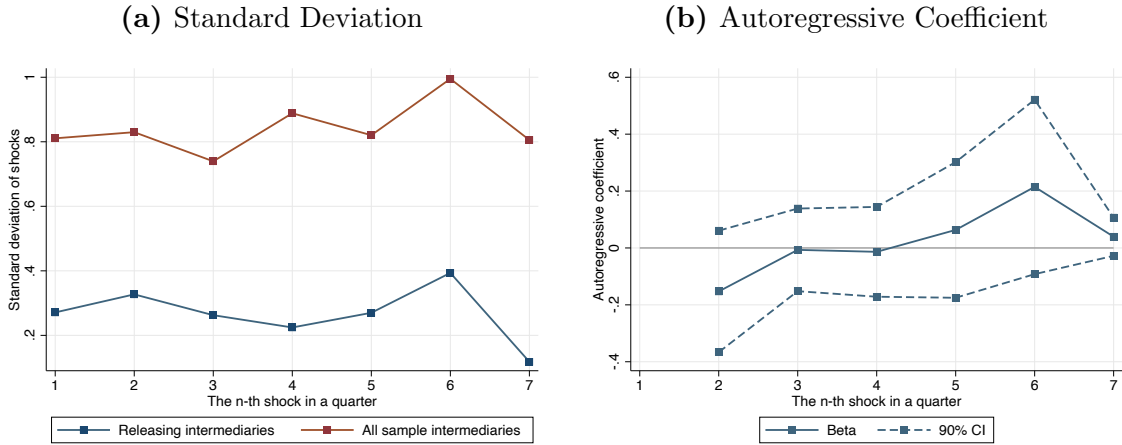 (a) Standard Deviation
Standard deviation of shocks
1
.8
.6
.4
.2
1 2 3 4 5 6 7
The n-th shock in a quarter
Releasing intermediaries All sample intermediaries
(b) Autoregressive Coefficient
Autoregressive coefficient
.6
.4
.2
0
-.2
-.4
1 2 3 4 5 6 7
The n-th shock in a quarter
Beta 90% CI